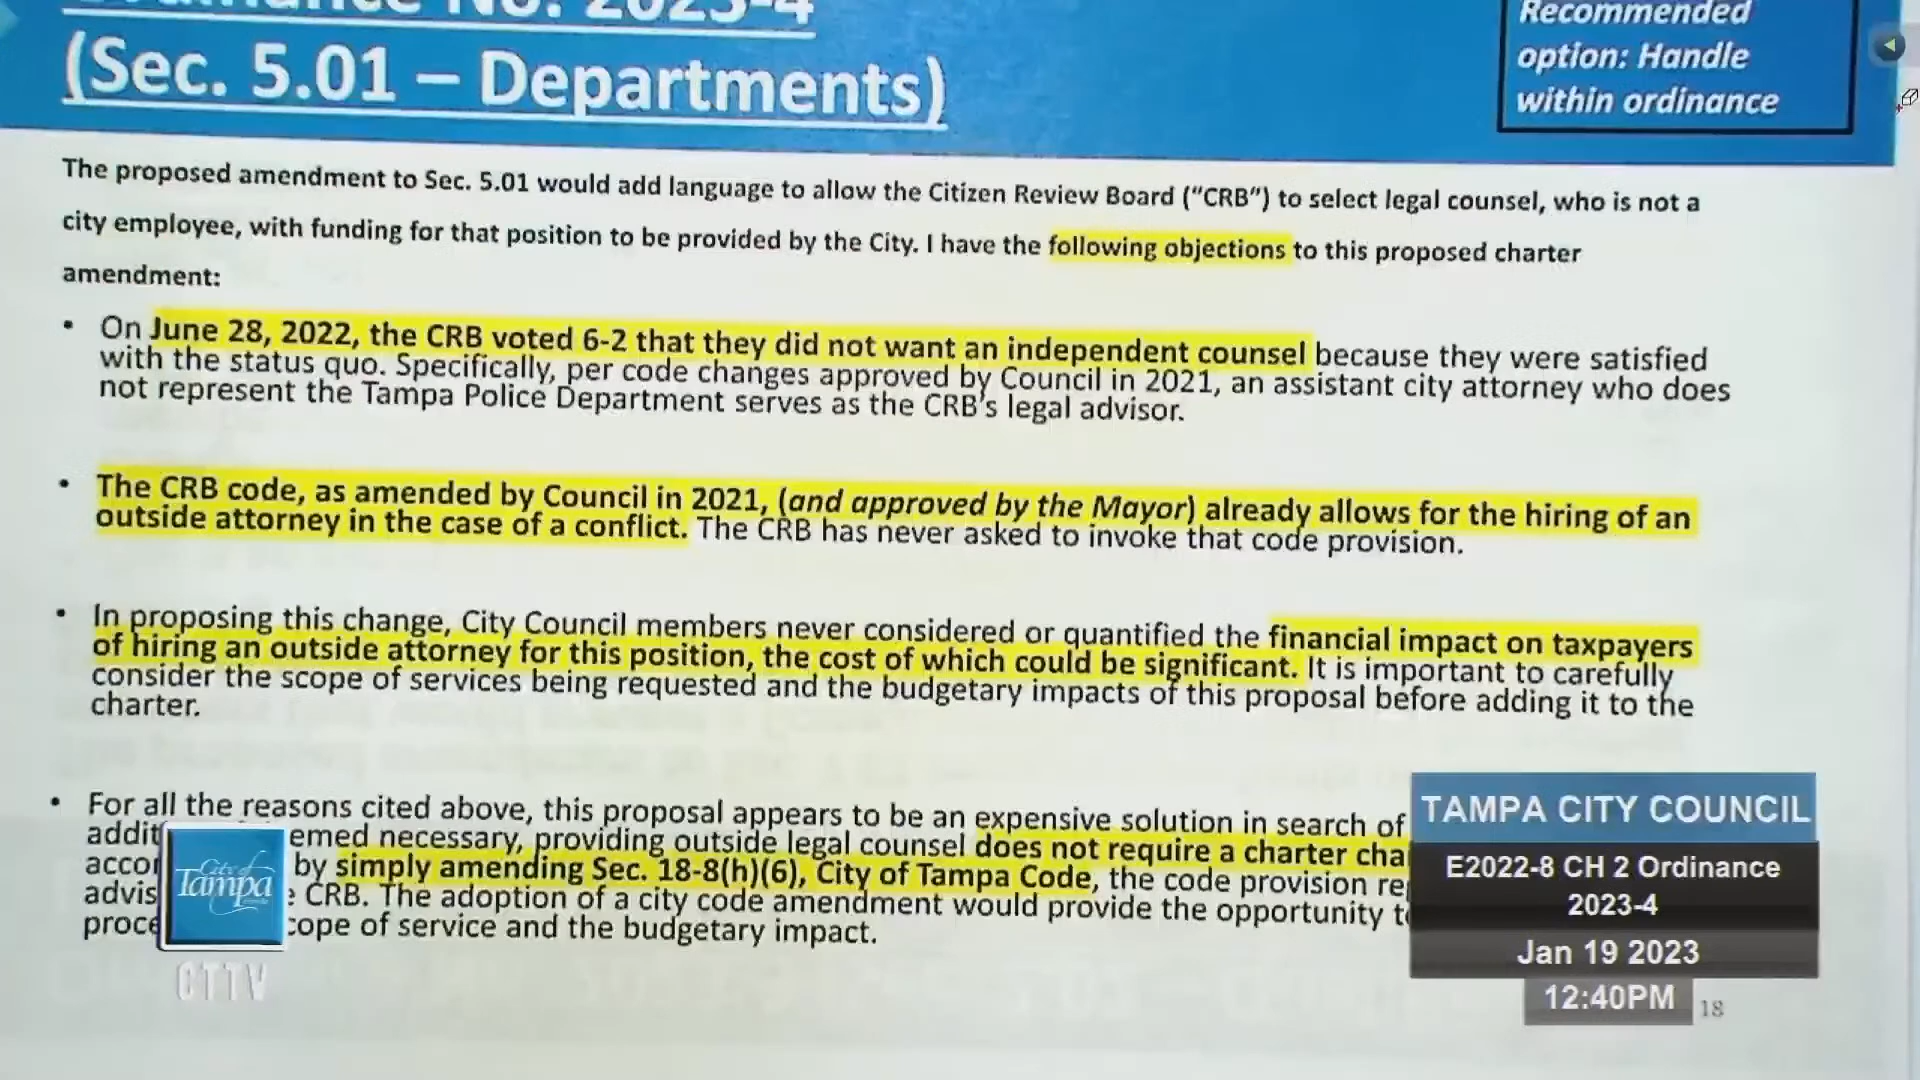 Ordinance No. 2023-4
(Sec. 5.01 – Departments)
Recommended
option: Handle
within ordinance
The proposed amendment to Sec. 5.01 would add language to allow the Citizen Review Board ("CRB") to select legal counsel, who is not a
city employee, with funding for that position to be provided by the City. I have the following objections to this proposed charter
amendment:
• On June 28, 2022, the CRB voted 6-2 that they did not want an independent counsel because they were satisfied
with the status quo. Specifically, per code changes approved by Council in 2021, an assistant city attorney who does
not represent the Tampa Police Department serves as the CRB's legal advisor.
• The CRB code, as amended by Council in 2021, (and approved by the Mayor) already allows for the hiring of an
outside attorney in the case of a conflict. The CRB has never asked to invoke that code provision.
• In proposing this change, City Council members never considered or quantified the financial impact on taxpayers
of hiring an outside attorney for this position, the cost of which could be significant. It is important to carefully
consider the scope of services being requested and the budgetary impacts of this proposal before adding it to the
charter.
• For all the reasons cited above, this proposal appears to be an expensive solution in search of
addit emed necessary, providing outside legal counsel does not require a charter cha
accor by simply amending Sec. 18-8(h)(6), City of Tampa Code, the code provision re
advis CRB. The adoption of a city code amendment would provide the opportunity t
proce cope of service and the budgetary impact.
18
City of
Tampa
CTTV
TAMPA CITY COUNCIL
E2022-8 CH 2 Ordinance
2023-4
Jan 19 2023
12:40PM